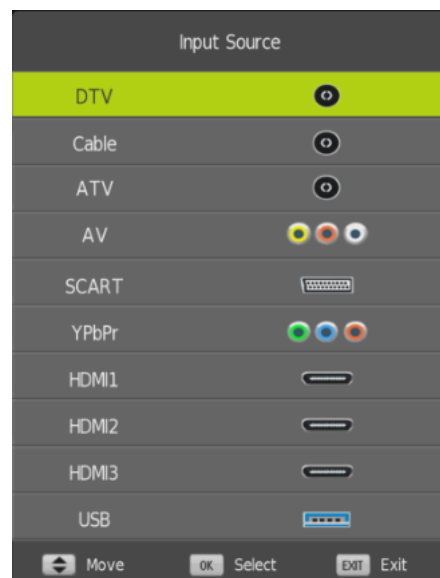 Input Source
DTV
Cable
ATV
AV
SCART
YPbPr
HDMI1
HDMI2
HDMI3
USB
Move OK Select EXIT Exit